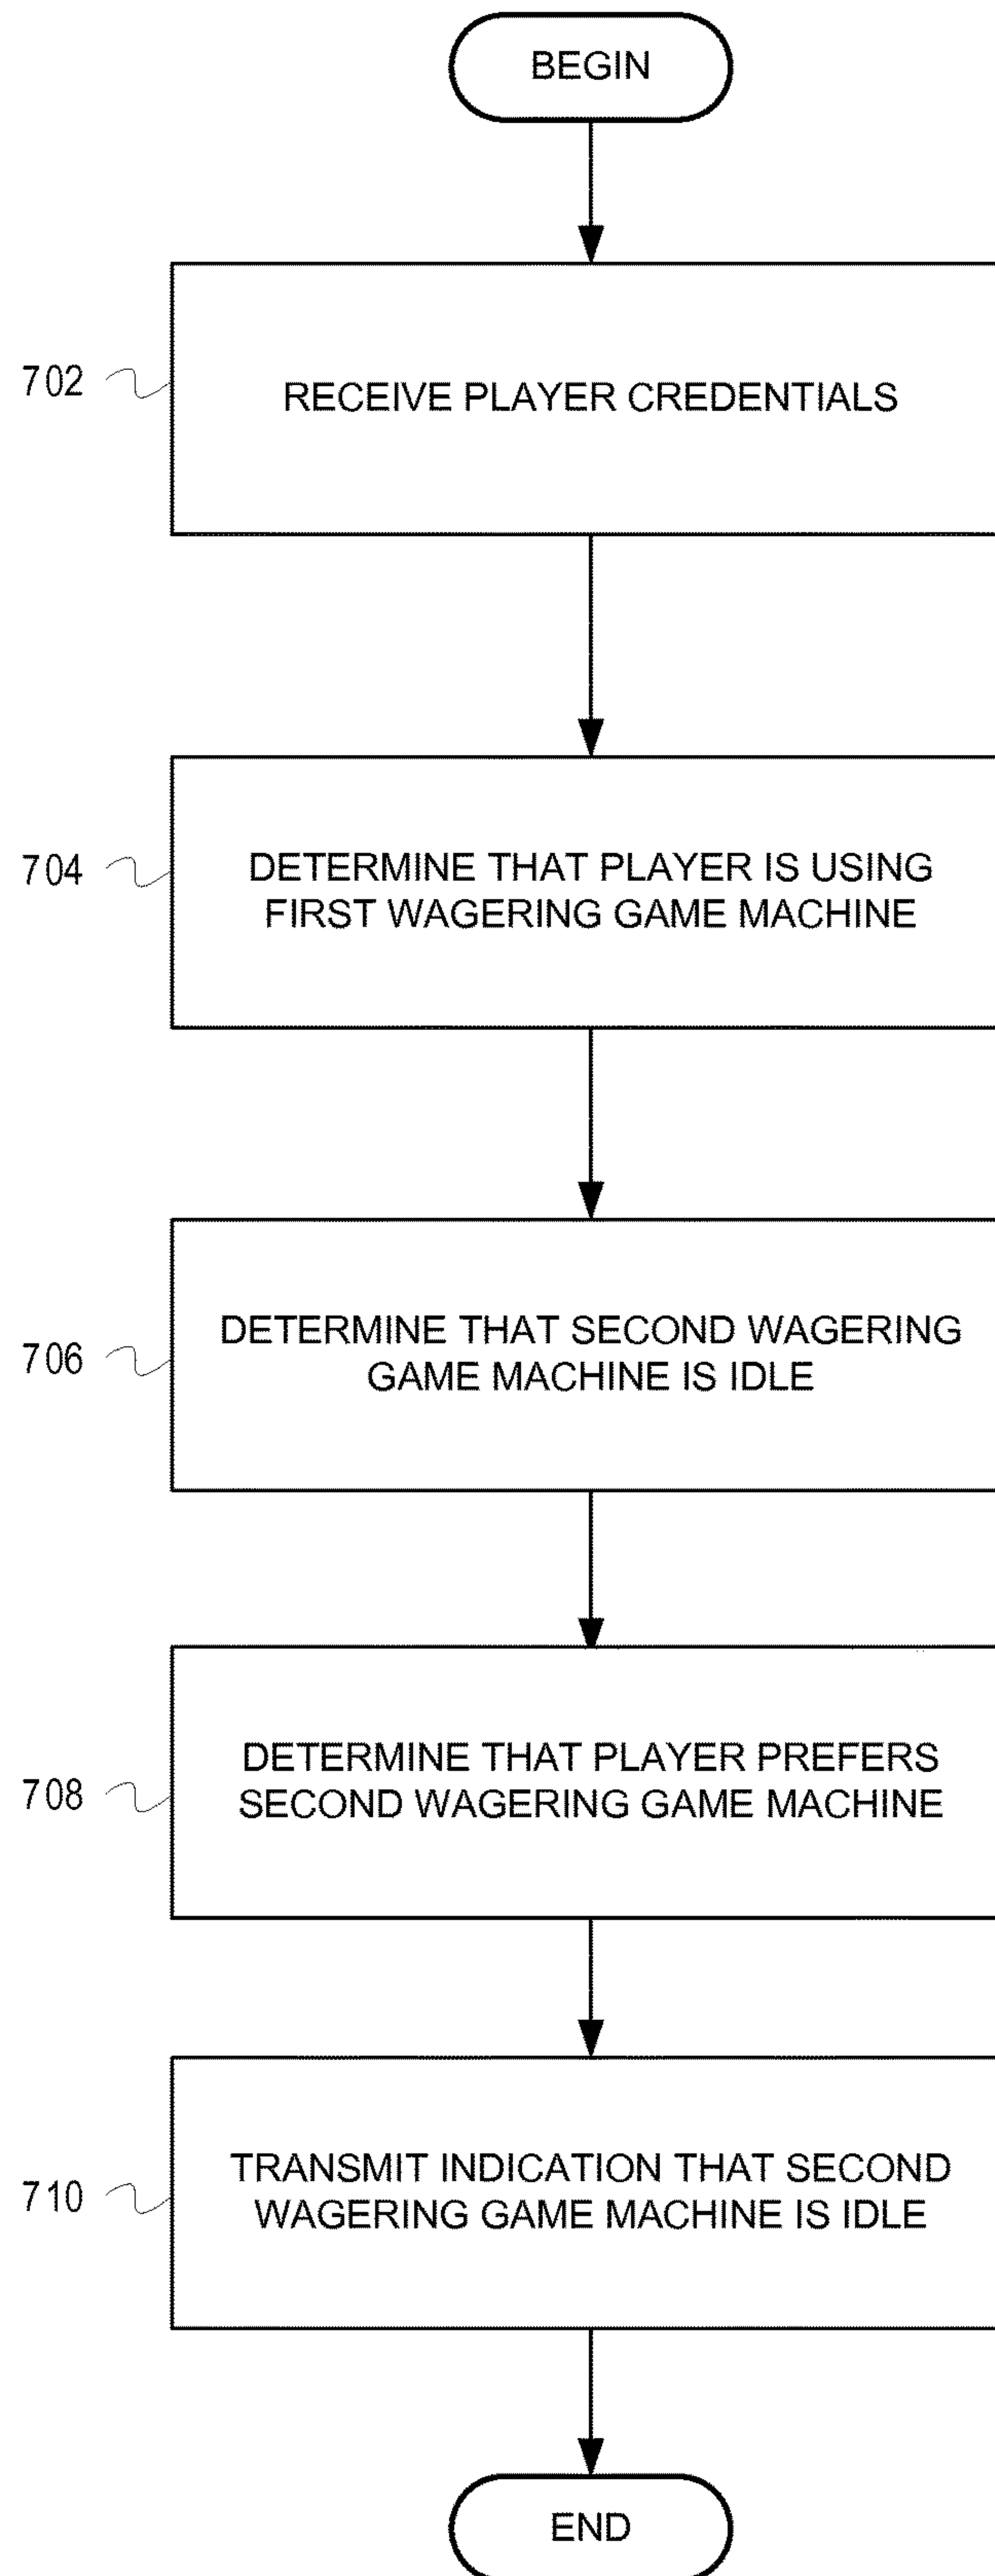 BEGIN
702
RECEIVE PLAYER CREDENTIALS
704
DETERMINE THAT PLAYER IS USING
FIRST WAGERING GAME MACHINE
706
DETERMINE THAT SECOND WAGERING
GAME MACHINE IS IDLE
708
DETERMINE THAT PLAYER PREFERS
SECOND WAGERING GAME MACHINE
710
TRANSMIT INDICATION THAT SECOND
WAGERING GAME MACHINE IS IDLE
END